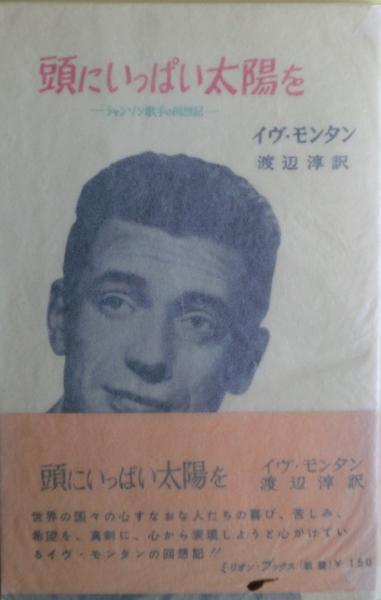 頭にいっぱい太陽を
―シャンソン歌手の回想記―
イヴ・モンタン
渡辺淳訳
頭にいっぱい太陽を
イヴ・モンタン
渡辺淳訳
世界の国々の心すなおな人たちの喜び、苦しみ、
希望を、真剣に、心から表現しようと心がけてい
るイヴ・モンタンの回想記!!
ミリオン・ブックス
¥150